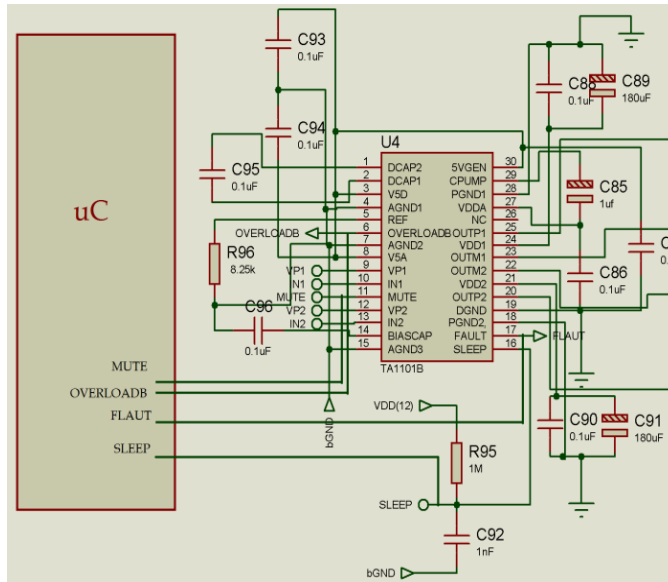 uC
MUTE
OVERLOADB
FLAUT
SLEEP
C93
0.1uF
C94
0.1uF
C95
0.1uF
R96
8.25k
C96
0.1uF
OVERLOADB
VP1
IN1
MUTE
VP2
IN2
bGND
U4
1 DCAP2 5VGEN 30
2 DCAP1 CPUMP 29
3 V5D PGND1 28
4 AGND1 VDDA 27
5 REF NC 26
6 OVERLOADB OUTP1 25
7 AGND2 VDD1 24
8 V5A OUTM1 23
9 VP1 OUTM2 22
10 IN1 VDD2 21
11 MUTE OUTP2 20
12 VP2 DGND 19
13 IN2 PGND2, 18
14 BIASCAP FAULT 17
15 AGND3 SLEEP 16
TA1101B
FLAUT
C88
0.1uF
C89
180uF
C85
1uf
C86
0.1uF
C90
0.1uF
C91
180uF
VDD(12)
R95
1M
SLEEP
C92
1nF
bGND